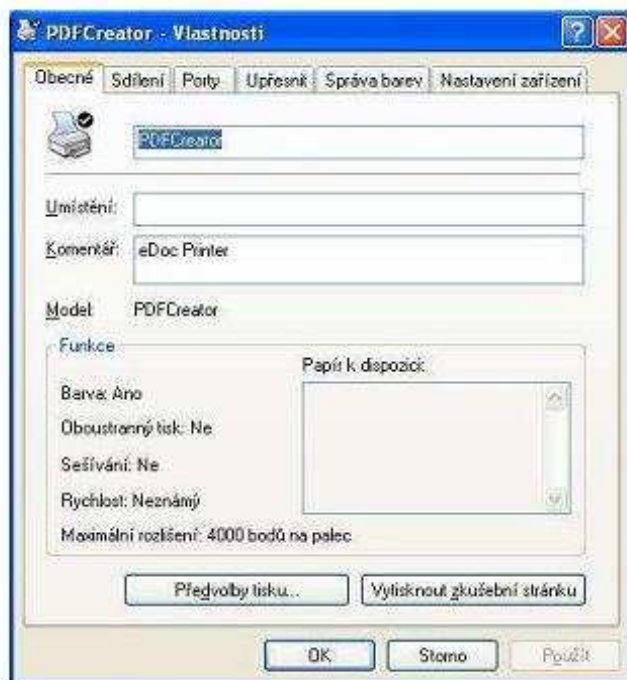 PDFCreator - Vlastnosti
Obecné Sdílení Porty Upřesnit Správa barev Nastavení zařízení
PDFCreator
Umístění:
Komentář: eDoc Printer
Model: PDFCreator
Funkce
Papír k dispozici:
Barva: Ano
Oboustranný tisk: Ne
Sešívání: Ne
Rychlost: Neznámý
Maximální rozlišení: 4000 bodů na palec
Předvolby tisku... Vytisknout zkušební stránku
OK Storno Použít